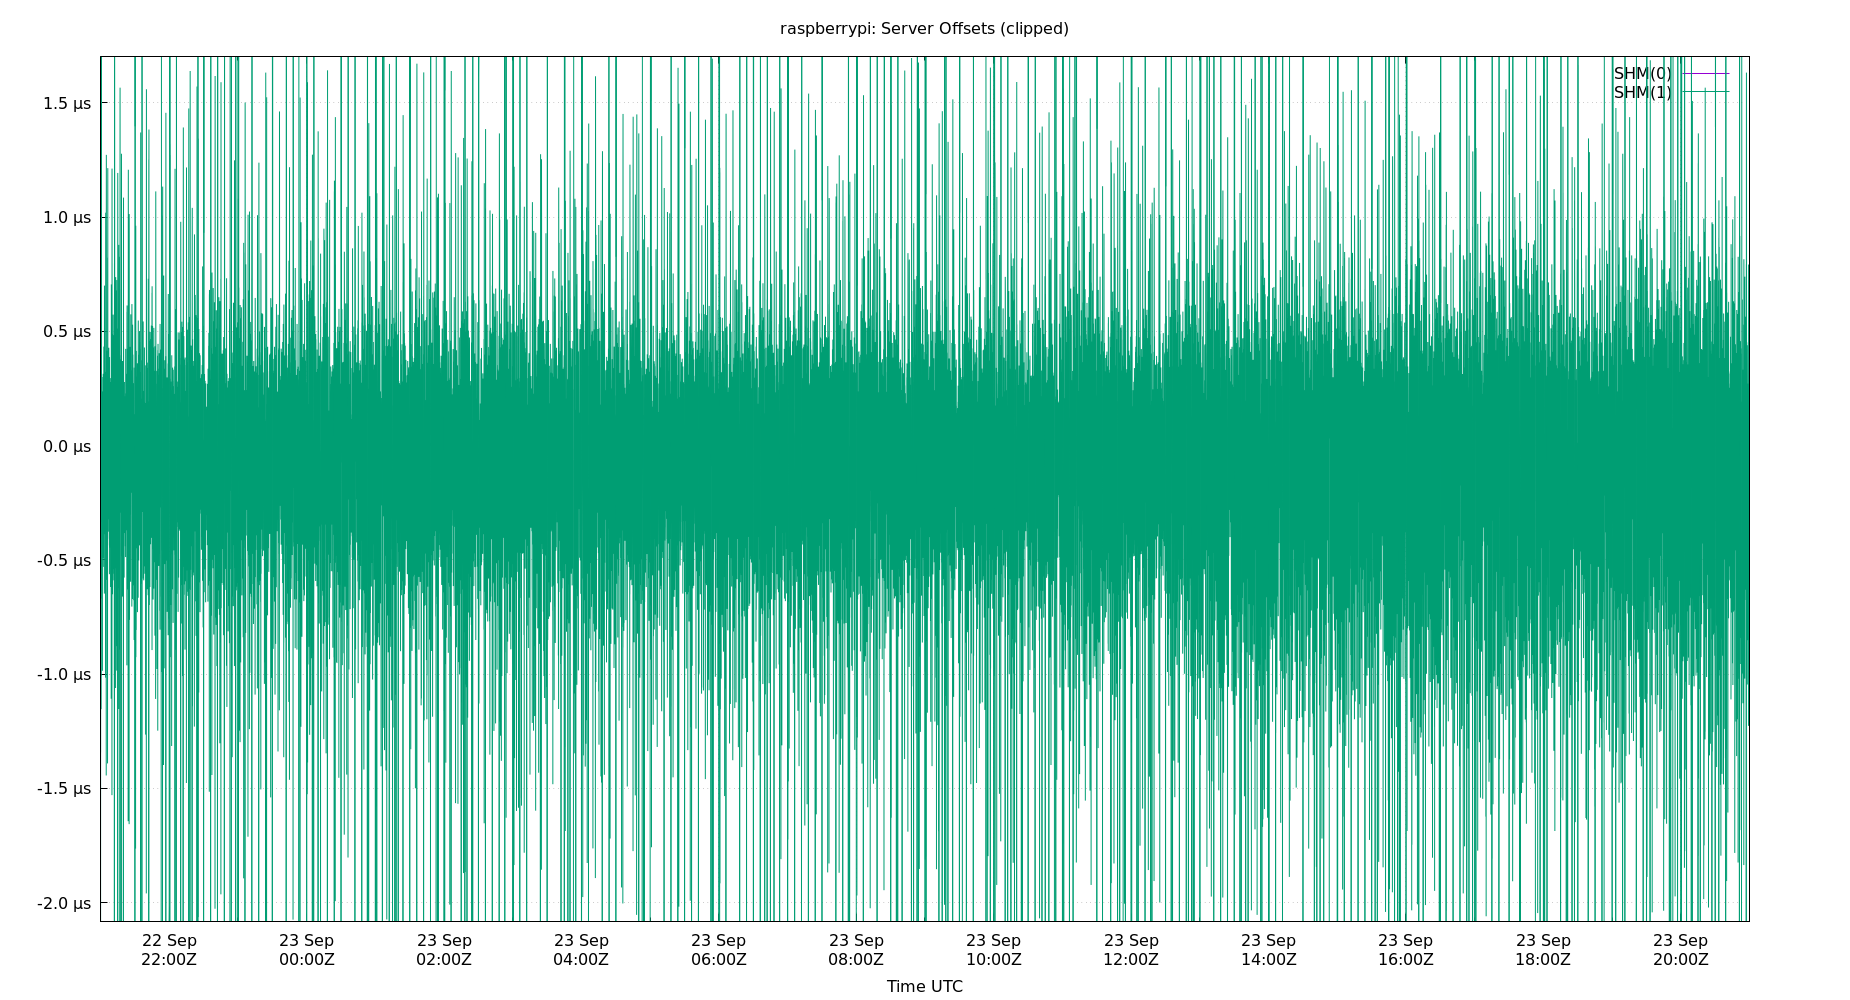 raspberrypi: Server Offsets (clipped)
SHM(0)
SHM(1)
1.5 µs
1.0 µs
0.5 µs
0.0 µs
-0.5 µs
-1.0 µs
-1.5 µs
-2.0 µs
22 Sep 23 Sep 23 Sep 23 Sep 23 Sep 23 Sep 23 Sep 23 Sep 23 Sep 23 Sep 23 Sep 23 Sep
22:00Z 00:00Z 02:00Z 04:00Z 06:00Z 08:00Z 10:00Z 12:00Z 14:00Z 16:00Z 18:00Z 20:00Z
Time UTC